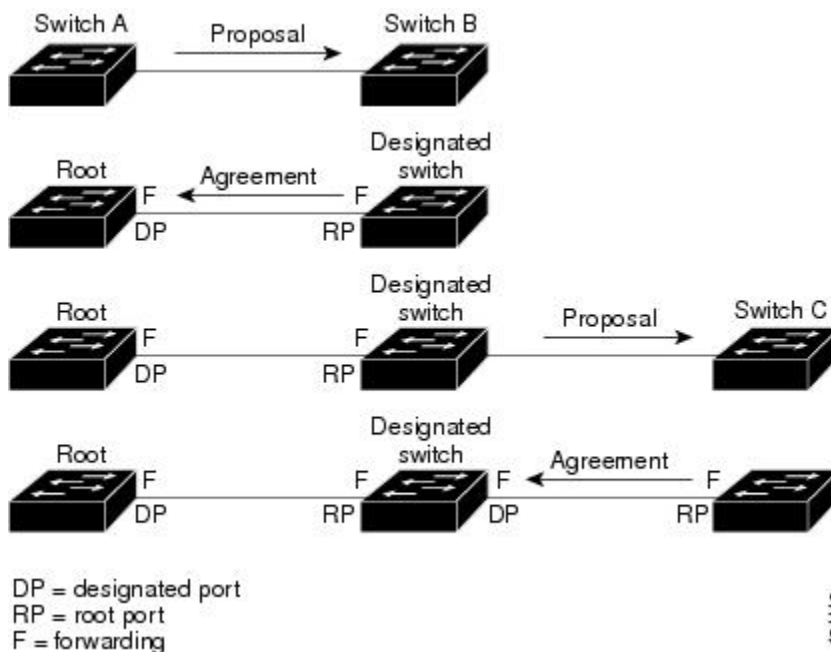 Switch A
Proposal
Switch B
Root
F
Agreement
F
Designated
switch
DP
RP
Root
F
F
Designated
switch
Proposal
Switch C
DP
RP
Root
F
F
Designated
switch
F
Agreement
F
DP
RP
DP
RP
DP = designated port
RP = root port
F = forwarding